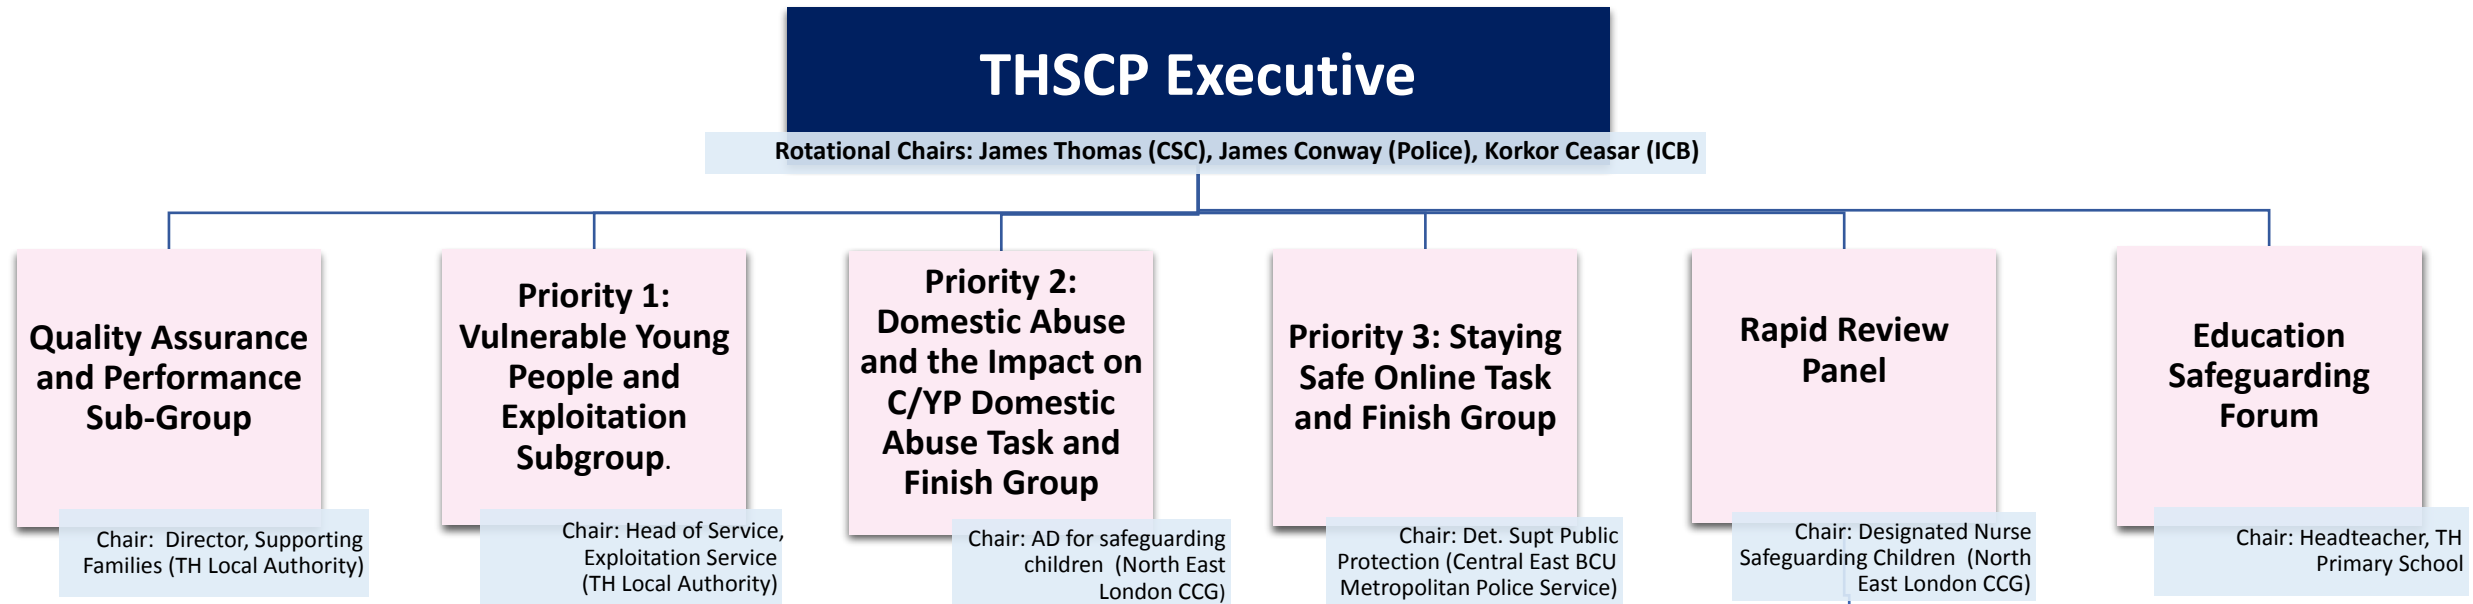 THSCP Executive
Rotational Chairs: James Thomas (CSC), James Conway (Police), Korkor Ceasar (ICB)
Quality Assurance
and Performance
Sub-Group
Chair: Director, Supporting
Families (TH Local Authority)
Priority 1:
Vulnerable Young
People and
Exploitation
Subgroup.
Chair: Head of Service,
Exploitation Service
(TH Local Authority)
Priority 2:
Domestic Abuse
and the Impact on
C/YP Domestic
Abuse Task and
Finish Group
Chair: AD for safeguarding
children (North East
London CCG)
Priority 3: Staying
Safe Online Task
and Finish Group
Chair: Det. Supt Public
Protection (Central East BCU
Metropolitan Police Service)
Rapid Review
Panel
Chair: Designated Nurse
Safeguarding Children (North
East London CCG)
Education
Safeguarding
Forum
Chair: Headteacher, TH
Primary School